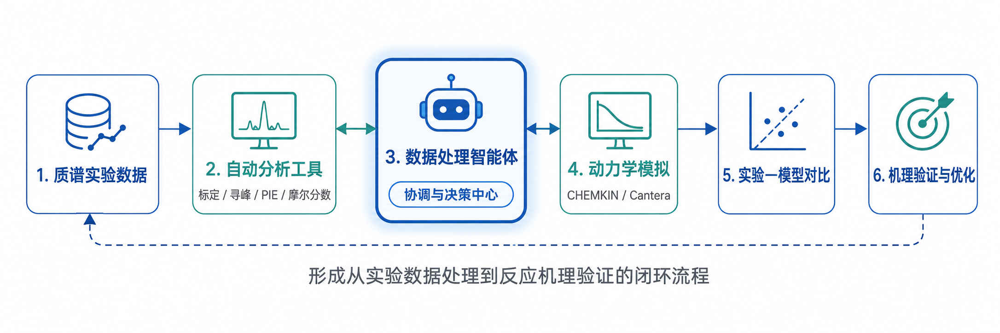 1. 质谱实验数据
2. 自动分析工具
标定 / 寻峰 / PIE / 摩尔分数
3. 数据处理智能体
协调与决策中心
4. 动力学模拟
CHEMKIN / Cantera
5. 实验—模型对比
6. 机理验证与优化
形成从实验数据处理到反应机理验证的闭环流程